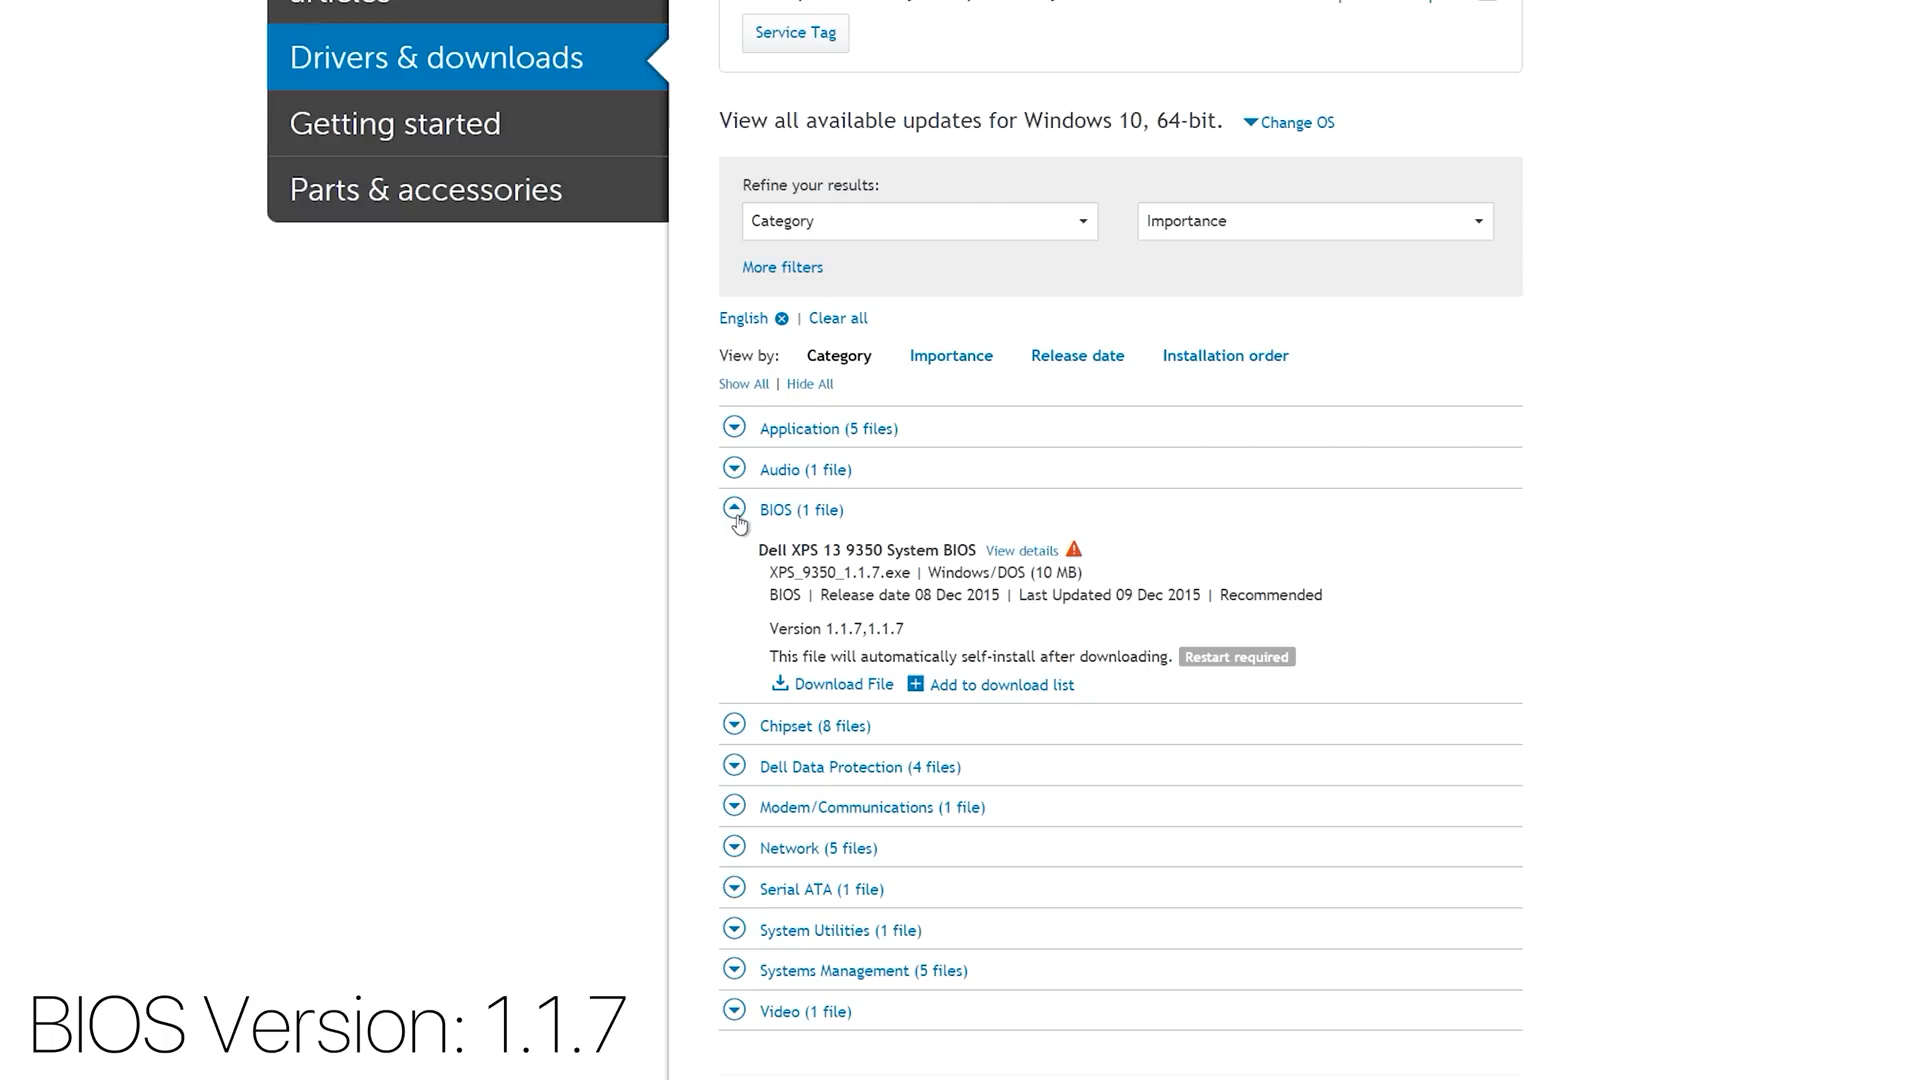 Drivers & downloads
Getting started
Parts & accessories
Service Tag
View all available updates for Windows 10, 64-bit. Change OS
Refine your results:
Category
Importance
More filters
English | Clear all
View by: Category Importance Release date Installation order
Show All | Hide All
Application (5 files)
Audio (1 file)
BIOS (1 file)
Dell XPS 13 9350 System BIOS View details
XPS_9350_1.1.7.exe | Windows/DOS (10 MB)
BIOS | Release date 08 Dec 2015 | Last Updated 09 Dec 2015 | Recommended
Version 1.1.7,1.1.7
This file will automatically self-install after downloading. Restart required
Download File Add to download list
Chipset (8 files)
Dell Data Protection (4 files)
Modem/Communications (1 file)
Network (5 files)
Serial ATA (1 file)
System Utilities (1 file)
Systems Management (5 files)
Video (1 file)
BIOS Version: 1.1.7